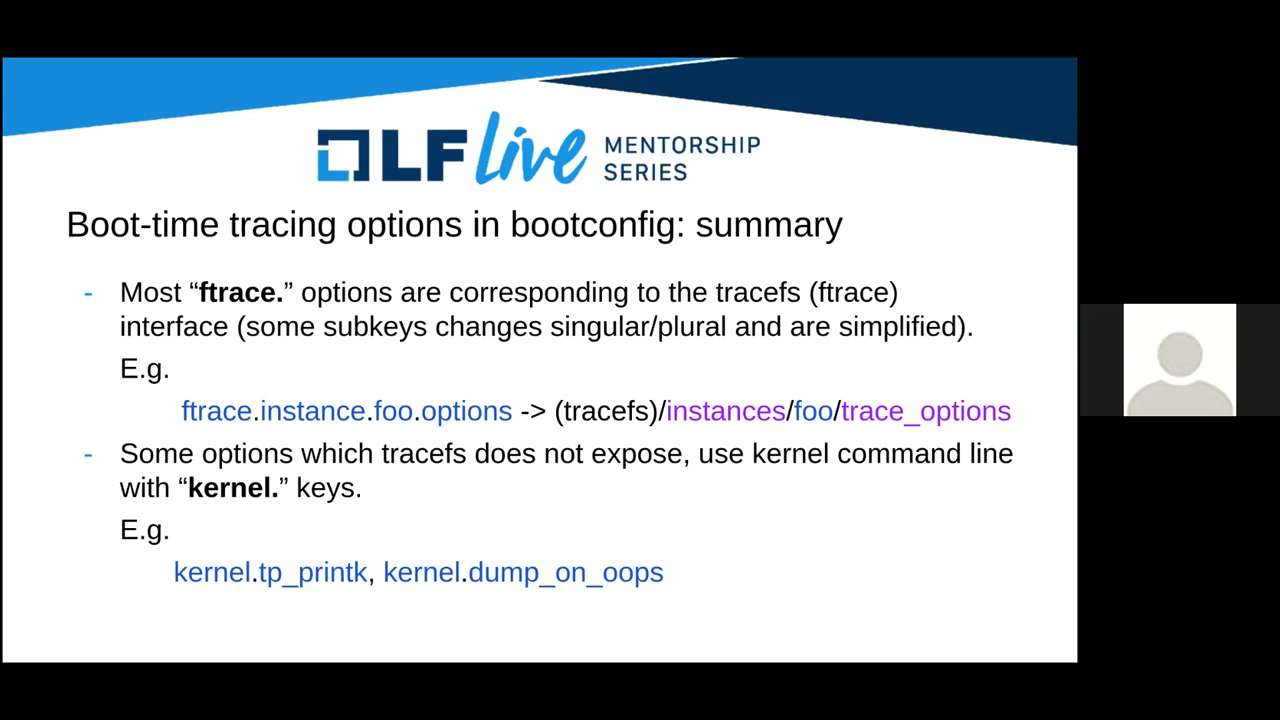 LF Live MENTORSHIP
SERIES
Boot-time tracing options in bootconfig: summary
- Most “ftrace.” options are corresponding to the tracefs (ftrace)
interface (some subkeys changes singular/plural and are simplified).
E.g.
ftrace.instance.foo.options -> (tracefs)/instances/foo/trace_options
- Some options which tracefs does not expose, use kernel command line
with “kernel.” keys.
E.g.
kernel.tp_printk, kernel.dump_on_oops